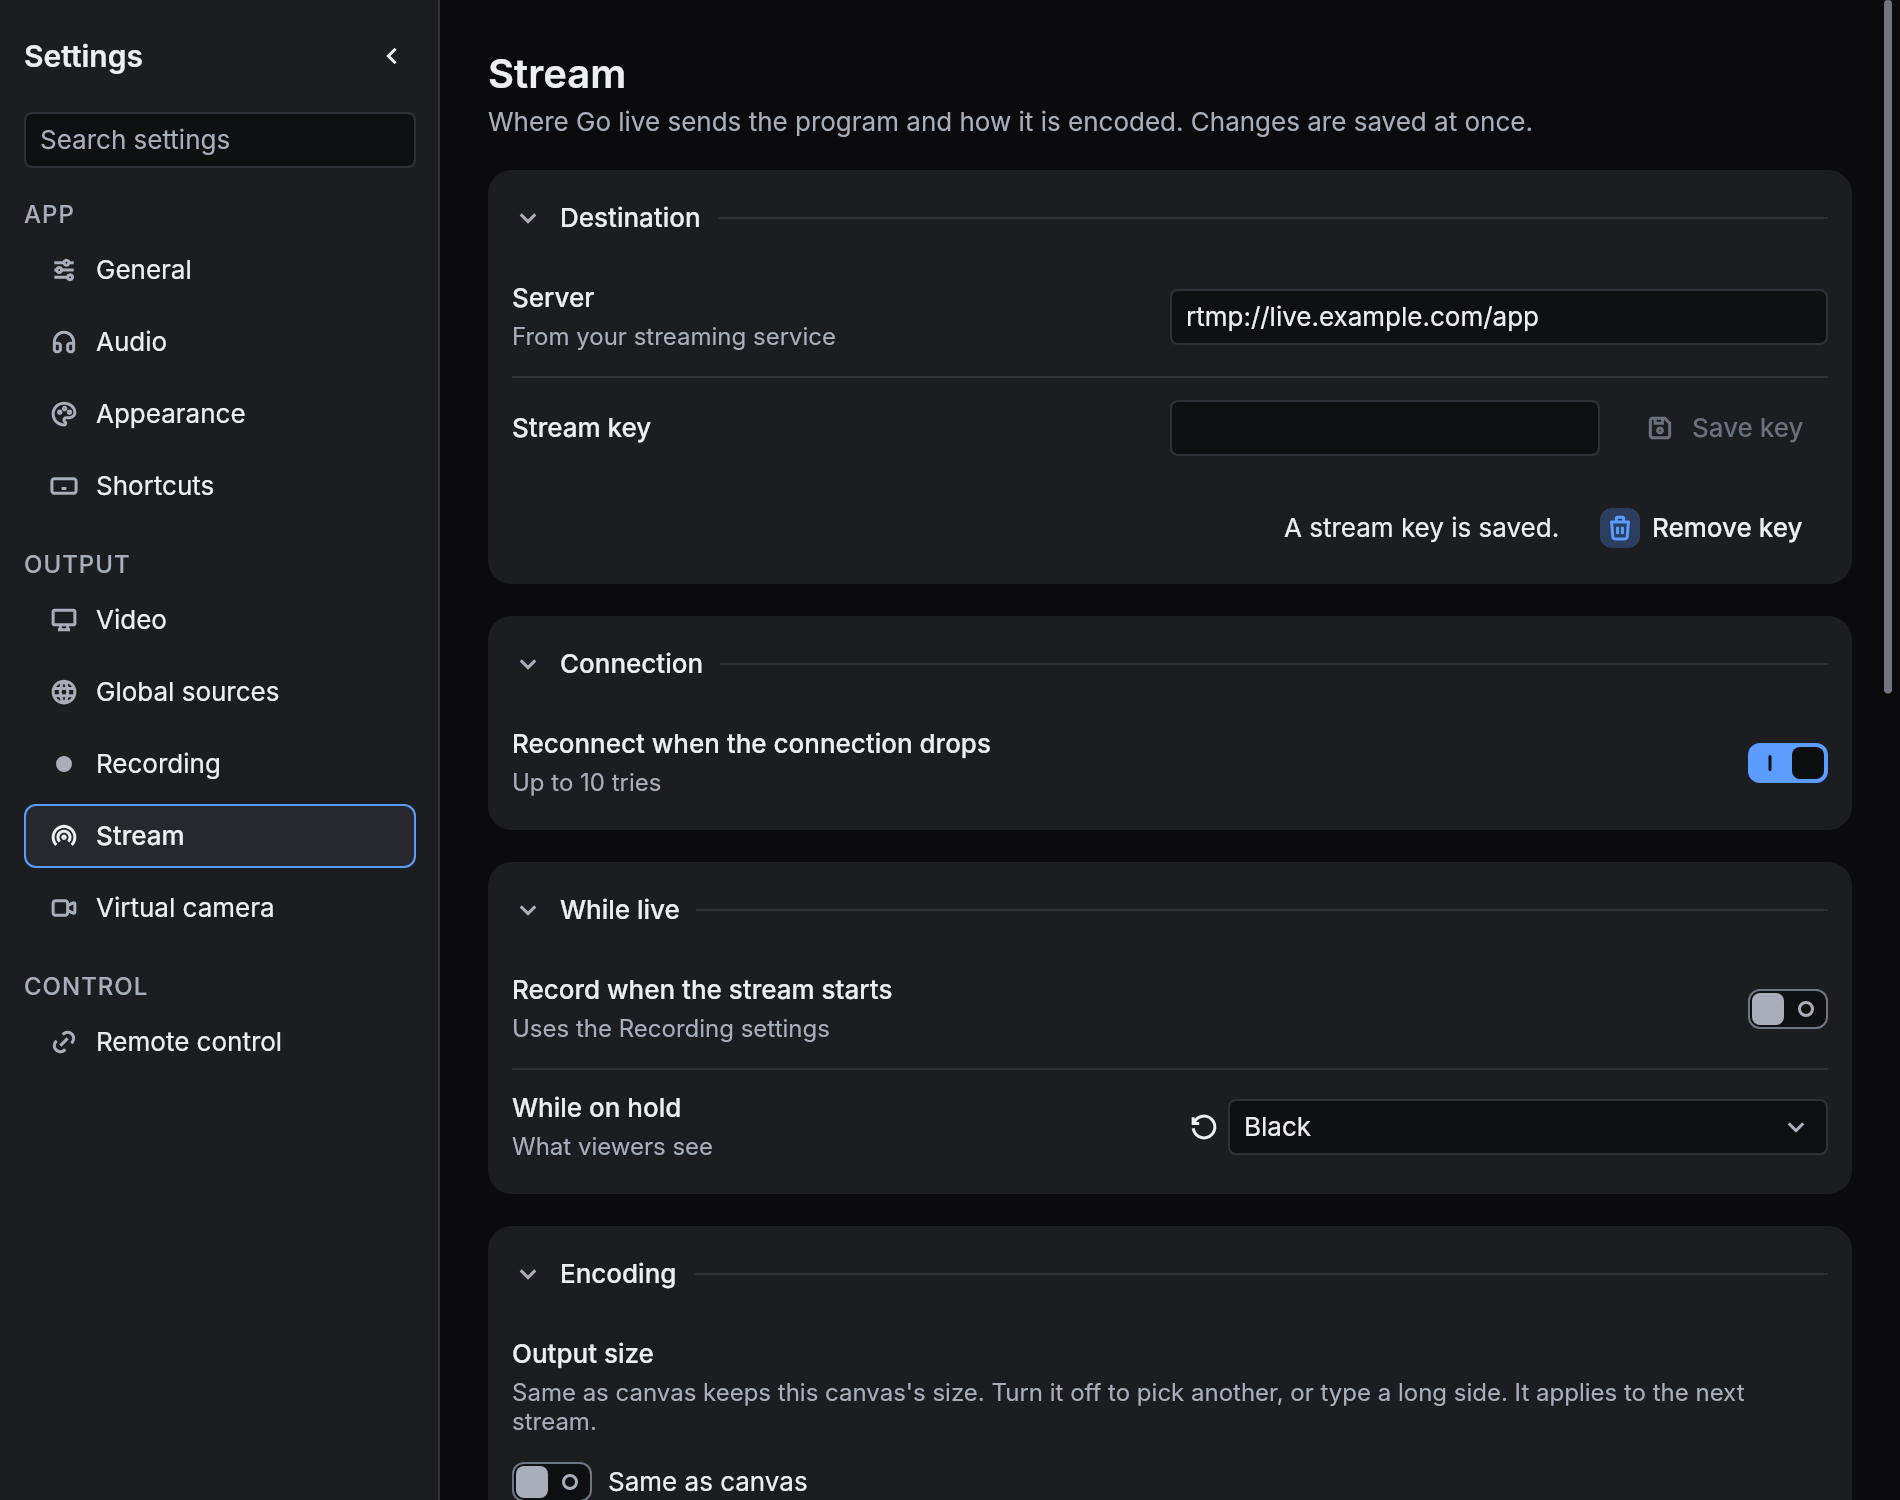 Settings
Search settings
APP
General
Audio
Appearance
Shortcuts
OUTPUT
Video
Global sources
Recording
Stream
Virtual camera
CONTROL
Remote control
Stream
Where Go live sends the program and how it is encoded. Changes are saved at once.
Destination
Server
From your streaming service
rtmp://live.example.com/app
Stream key
Save key
A stream key is saved.
Remove key
Connection
Reconnect when the connection drops
Up to 10 tries
While live
Record when the stream starts
Uses the Recording settings
While on hold
What viewers see
Black
Encoding
Output size
Same as canvas keeps this canvas's size. Turn it off to pick another, or type a long side. It applies to the next
stream.
Same as canvas